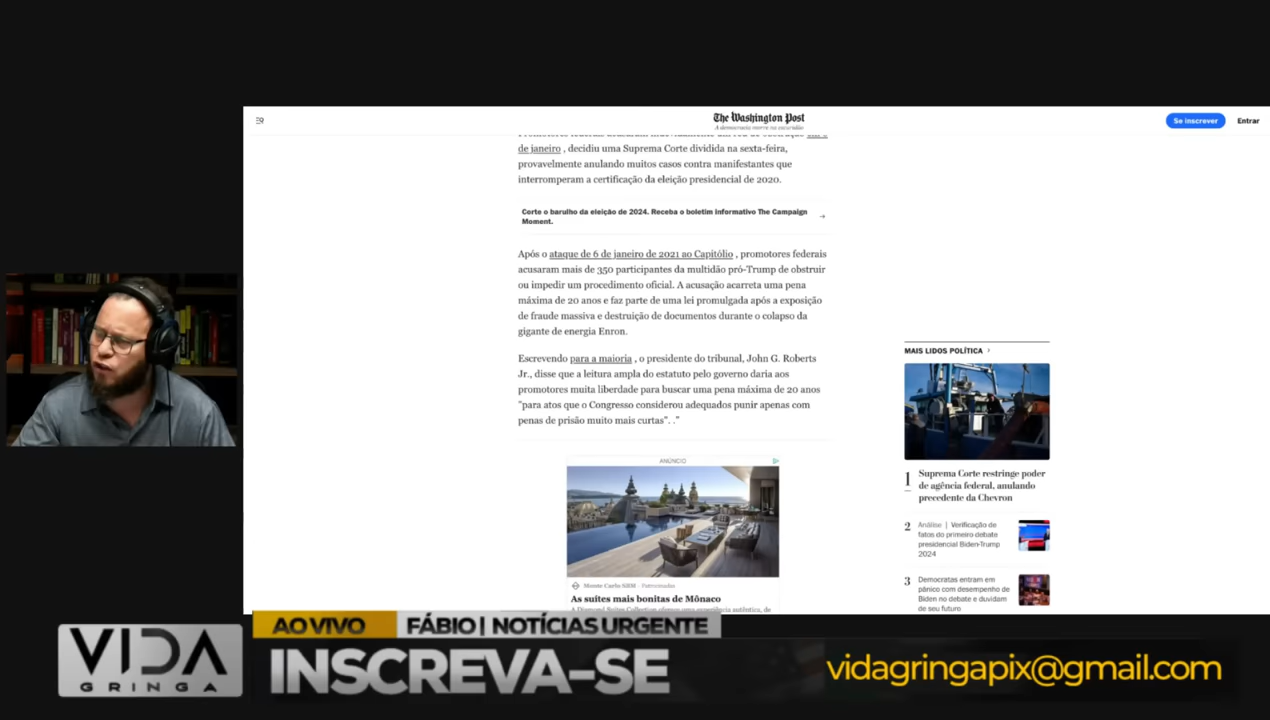 The Washington Post
A democracia morre na escuridão
Se inscrever
Entrar
de janeiro , decidiu uma Suprema Corte dividida na sexta-feira,
provavelmente anulando muitos casos contra manifestantes que
interromperam a certificação da eleição presidencial de 2020.
Corte o barulho da eleição de 2024. Receba o boletim informativo The Campaign
Moment.
Após o ataque de 6 de janeiro de 2021 ao Capitólio , promotores federais
acusaram mais de 350 participantes da multidão pró-Trump de obstruir
ou impedir um procedimento oficial. A acusação acarreta uma pena
máxima de 20 anos e faz parte de uma lei promulgada após a exposição
de fraude massiva e destruição de documentos durante o colapso da
gigante de energia Enron.
Escrevendo para a maioria , o presidente do tribunal, John G. Roberts
Jr., disse que a leitura ampla do estatuto pelo governo daria aos
promotores muita liberdade para buscar uma pena máxima de 20 anos
"para atos que o Congresso considerou adequados punir apenas com
penas de prisão muito mais curtas". ."
ANÚNCIO
Monte Carlo SBM - Patrocinadas
As suítes mais bonitas de Mônaco
A Diamond Suites Collection oferece uma experiência autêntica, de
MAIS LIDOS POLÍTICA
1
Suprema Corte restringe poder
de agência federal, anulando
precedente da Chevron
2
Análise | Verificação de
fatos do primeiro debate
presidencial Biden-Trump
2024
3
Democratas entram em
pânico com desempenho de
Biden no debate e duvidam
de seu futuro
VIDA
GRINGA
AO VIVO
FÁBIO | NOTÍCIAS URGENTE
INSCREVA-SE
vidagringapix@gmail.com